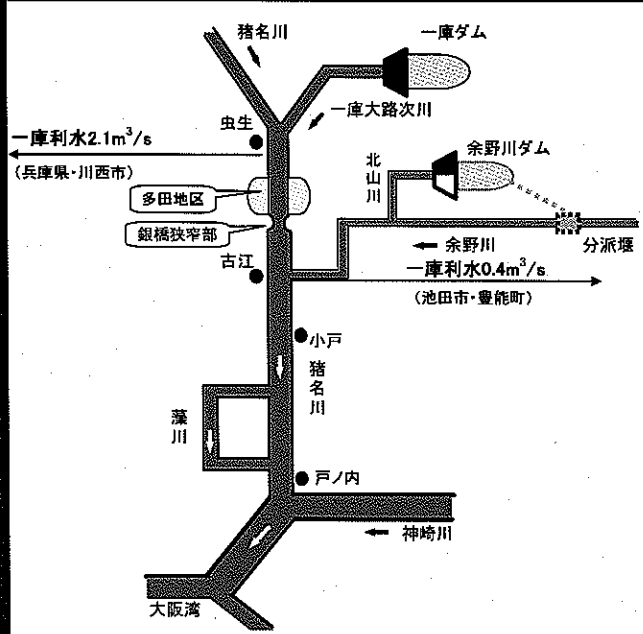 猪名川
一庫ダム
一庫大路次川
虫生
一庫利水2.1m³/s
(兵庫県・川西市)
北山川
余野川ダム
多田地区
銀橋狭窄部
余野川
分派堰
古江
一庫利水0.4m³/s
(池田市・豊能町)
小戸
猪名川
藻川
戸ノ内
神崎川
大阪湾